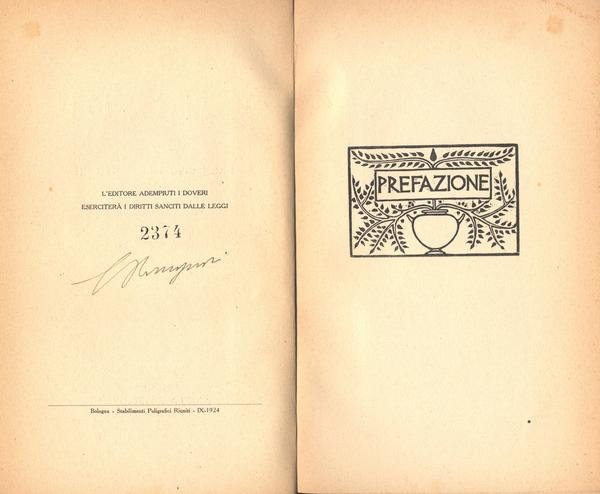 L'EDITORE ADEMPIUTI I DOVERI
ESERCITERÀ I DIRITTI SANCITI DALLE LEGGI
2374
Bologna - Stabilimenti Poligrafici Riuniti - IX-1924
PREFAZIONE